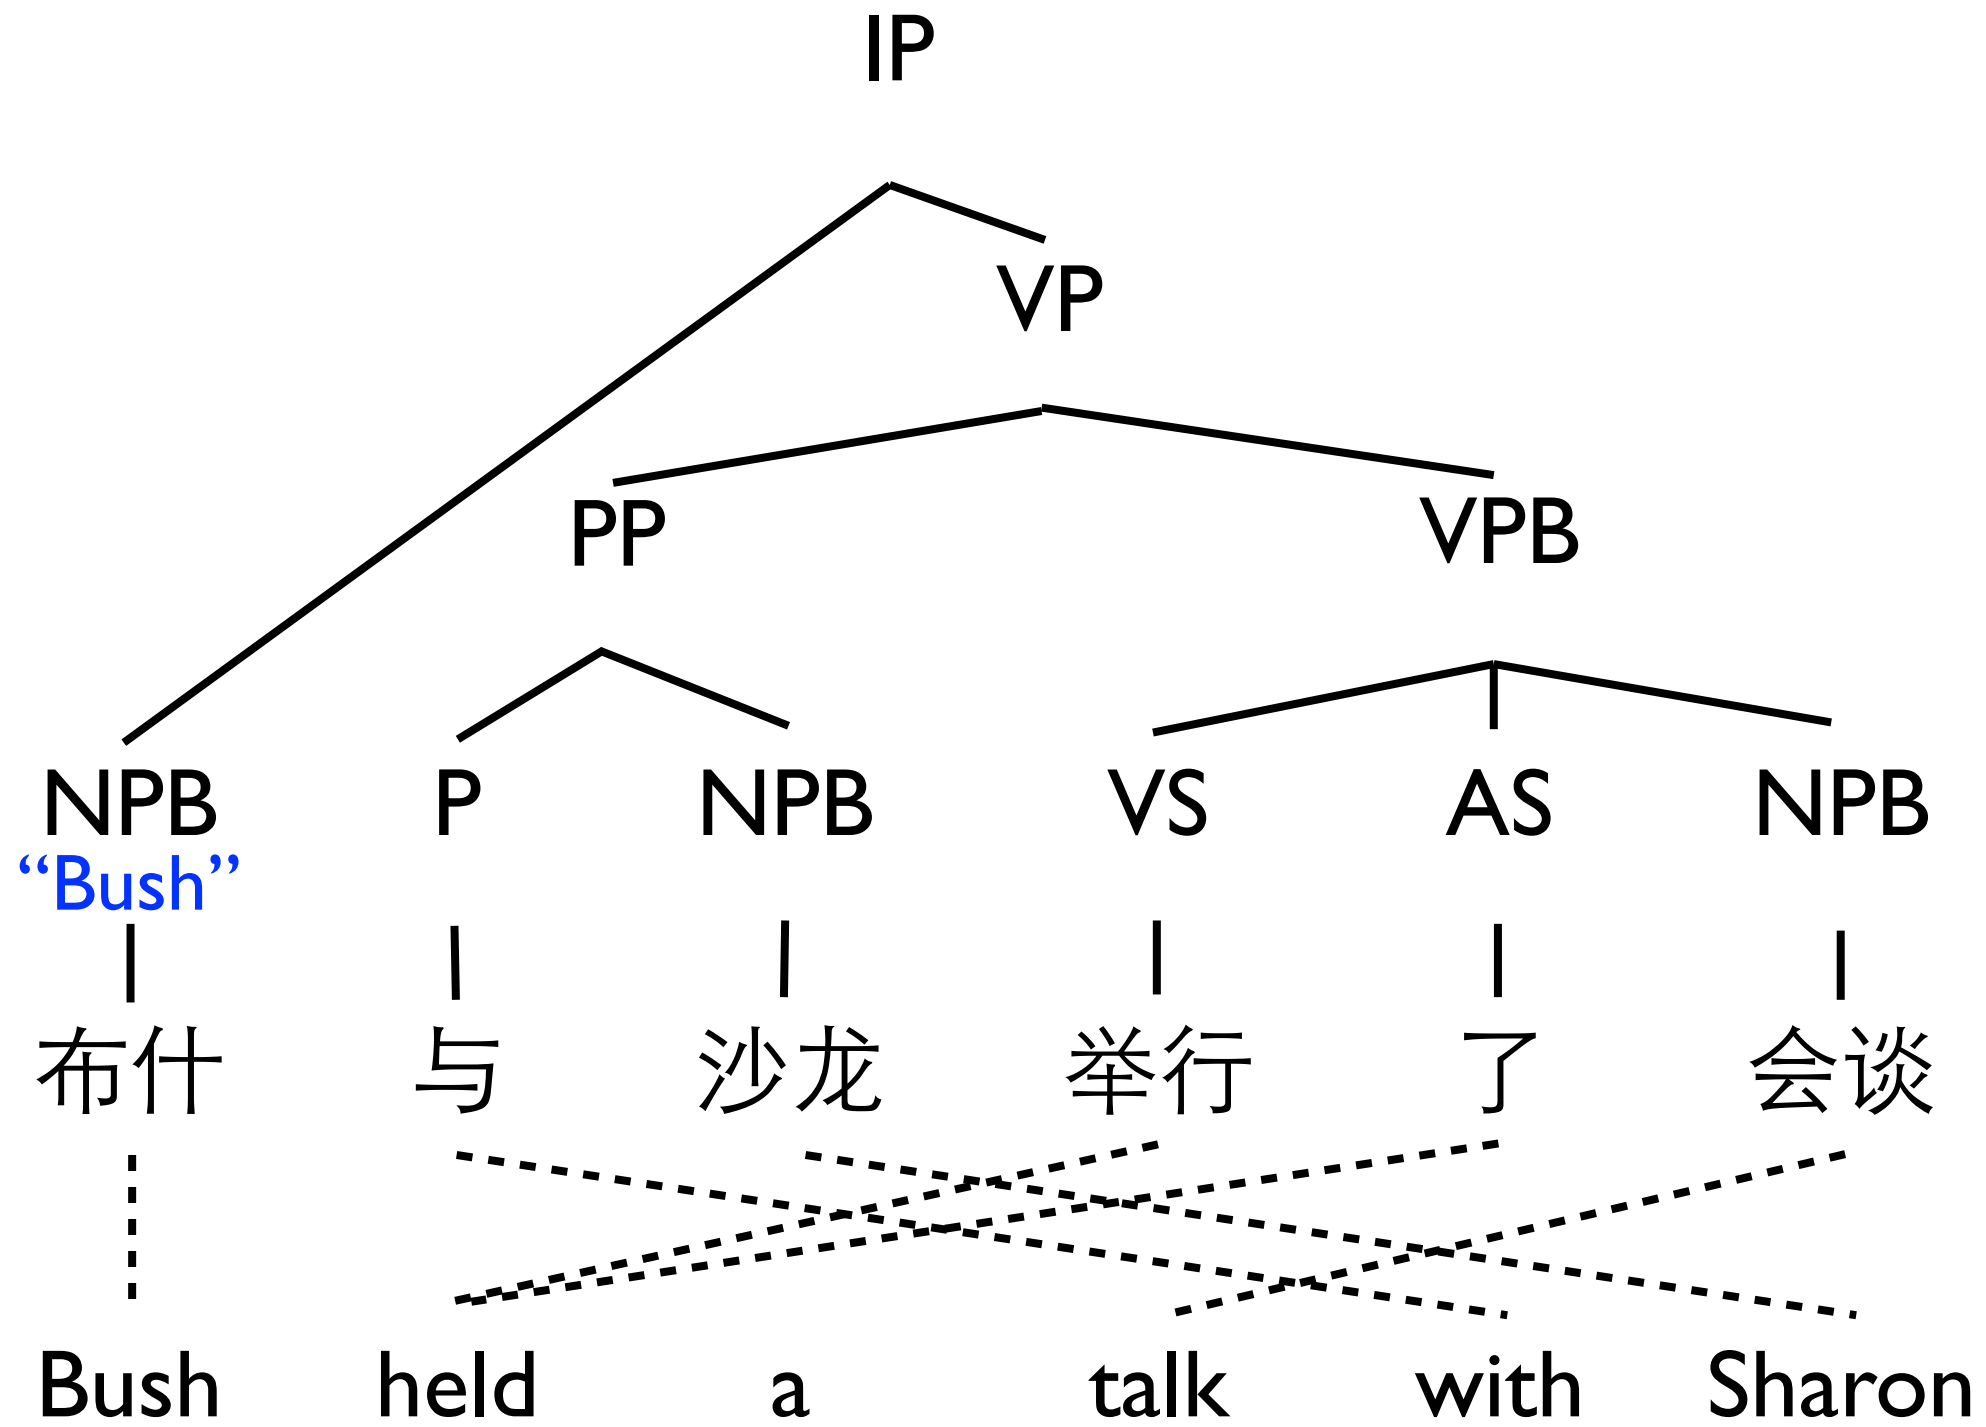 IP
VP
PP VPB
NPB P NPB VS AS NPB
“Bush”
布什 与 沙龙 举行 了 会谈
Bush held a talk with Sharon